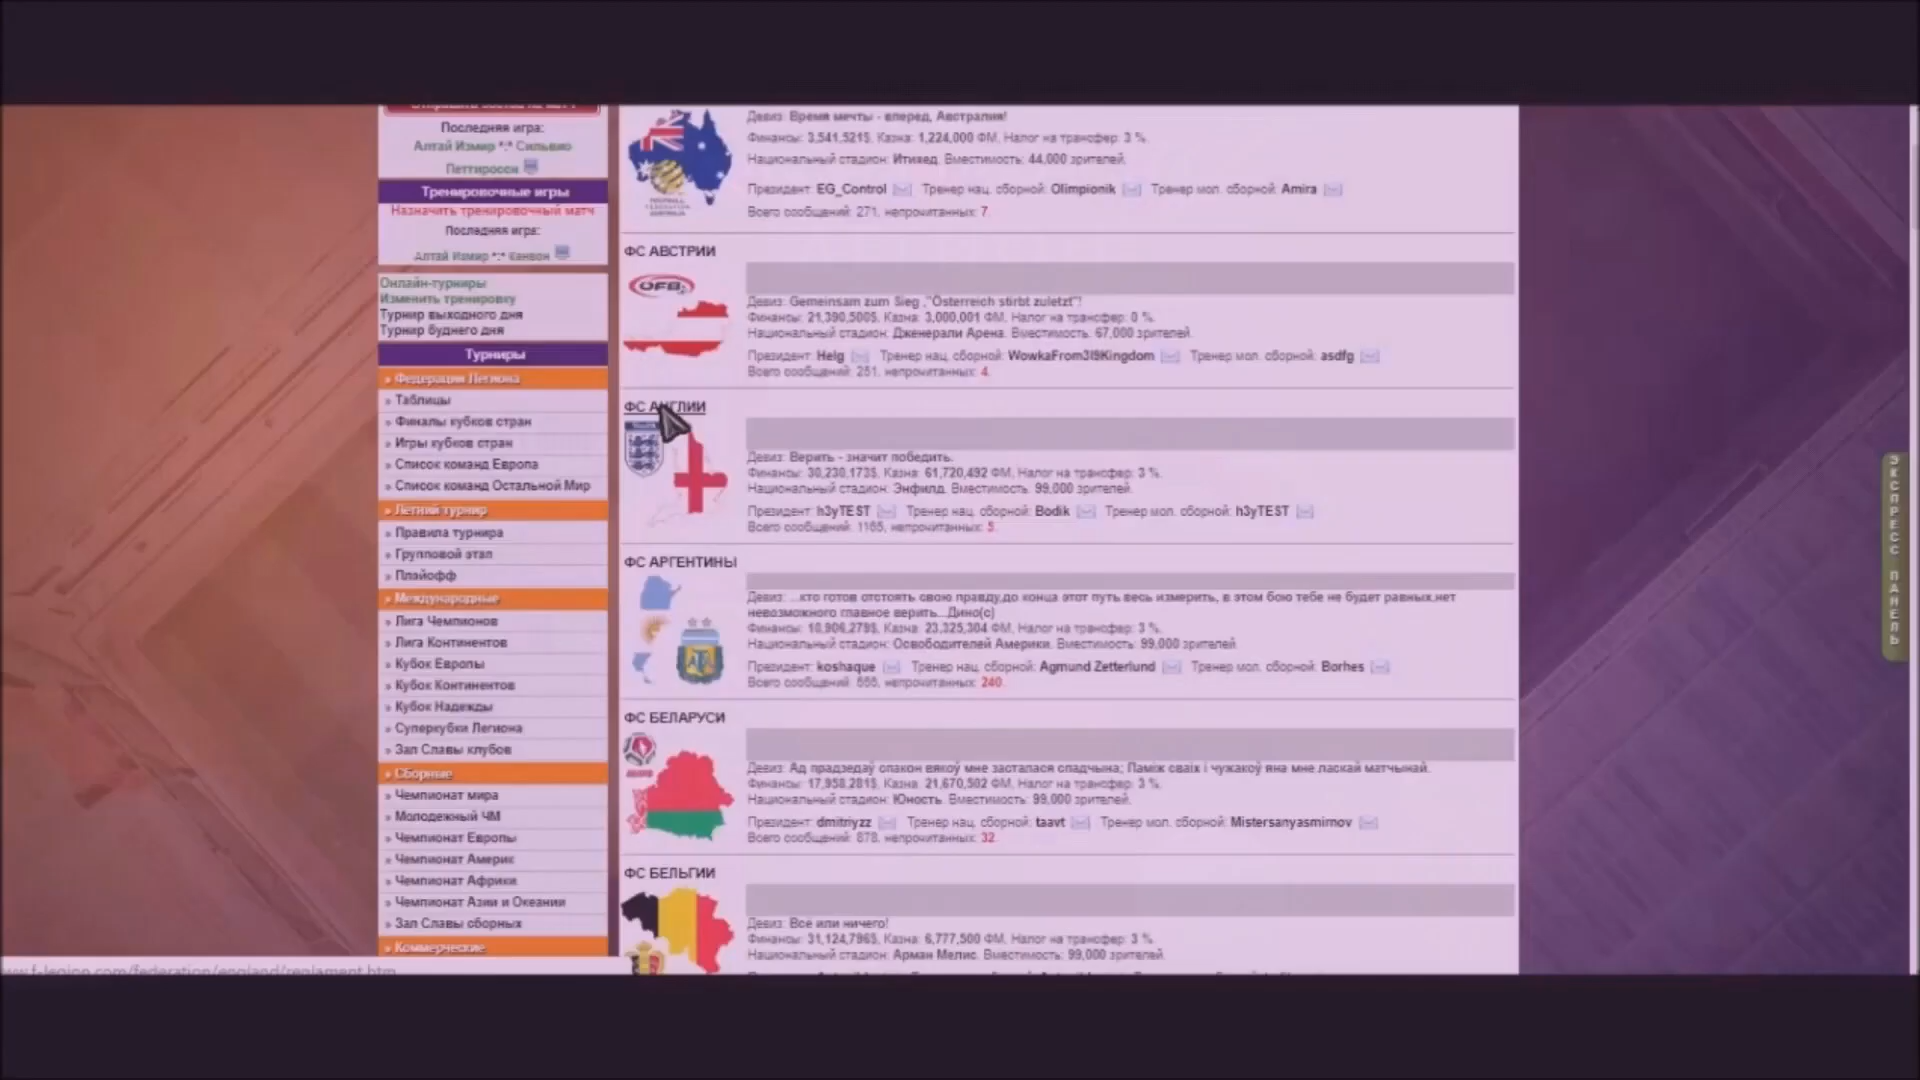 Последняя игра:
Алтай Измир *:* Сильвио
Петтиросси
Тренировочные игры
Назначить тренировочный матч
Последняя игра:
Алтай Измир *:* Канвон
Онлайн-турниры
Изменить тренировку
Турнир выходного дня
Турнир буднего дня
Турниры
» Федерации Легиона
» Таблицы
» Финалы кубков стран
» Игры кубков стран
» Список команд Европа
» Список команд Остальной Мир
» Летний турнир
» Правила турнира
» Групповой этап
» Плэйофф
» Международные
» Лига Чемпионов
» Лига Континентов
» Кубок Европы
» Кубок Континентов
» Кубок Надежды
» Суперкубки Легиона
» Зал Славы клубов
» Сборные
» Чемпионат мира
» Молодежный ЧМ
» Чемпионат Европы
» Чемпионат Америк
» Чемпионат Африки
» Чемпионат Азии и Океании
» Зал Славы сборных
» Коммерческие
Девиз: Время мечты - вперед, Австралия!
Финансы: 3,541,521$, Казна: 1,224,000 ФМ, Налог на трансфер: 3 %.
Национальный стадион: Итихед. Вместимость: 44,000 зрителей.
Президент: EG_Control Тренер нац. сборной: Olimpionik Тренер мол. сборной: Amira
Всего сообщений: 271, непрочитанных: 7.
ФС АВСТРИИ
Девиз: Gemeinsam zum Sieg ,"Österreich stirbt zuletzt"!
Финансы: 21,390,500$, Казна: 3,000,001 ФМ, Налог на трансфер: 0 %.
Национальный стадион: Дженерали Арена. Вместимость: 67,000 зрителей.
Президент: Helg Тренер нац. сборной: WowkaFrom3I9Kingdom Тренер мол. сборной: asdfg
Всего сообщений: 251, непрочитанных: 4.
ФС АНГЛИИ
Девиз: Верить - значит победить.
Финансы: 30,230,173$, Казна: 61,720,492 ФМ, Налог на трансфер: 3 %.
Национальный стадион: Энфилд. Вместимость: 99,000 зрителей.
Президент: h3yTEST Тренер нац. сборной: Bodik Тренер мол. сборной: h3yTEST
Всего сообщений: 1165, непрочитанных: 5.
ФС АРГЕНТИНЫ
Девиз: ...кто готов отстоять свою правду,до конца этот путь весь измерить, в этом бою тебе не будет равных,нет
невозможного главное верить...Дино(с)
Финансы: 10,906,279$, Казна: 23,325,304 ФМ, Налог на трансфер: 3 %.
Национальный стадион: Освободителей Америки. Вместимость: 99,000 зрителей.
Президент: koshaque Тренер нац. сборной: Agmund Zetterlund Тренер мол. сборной: Borhes
Всего сообщений: непрочитанных: 240.
ФС БЕЛАРУСИ
Девиз: Ад прадзедаў спакон вякоў мне засталася спадчына; Паміж сваіх і чужакоў яна мне ласкай матчынай.
Финансы: 17,958,281$, Казна: 21,670,502 ФМ, Налог на трансфер: 3 %.
Национальный стадион: Юность. Вместимость: 99,000 зрителей.
Президент: dmitriyzz Тренер нац. сборной: taavt Тренер мол. сборной: Mistersanyasmirnov
Всего сообщений: 878, непрочитанных: 32.
ФС БЕЛЬГИИ
Девиз: Все или ничего!
Финансы: 31,124,796$, Казна: 6,777,500 ФМ, Налог на трансфер: 3 %.
Национальный стадион: Арман Мелис. Вместимость: 99,000 зрителей.
ЭКСПРЕСС ПАНЕЛЬ
f-legion.com/federation/england/reglament.htm